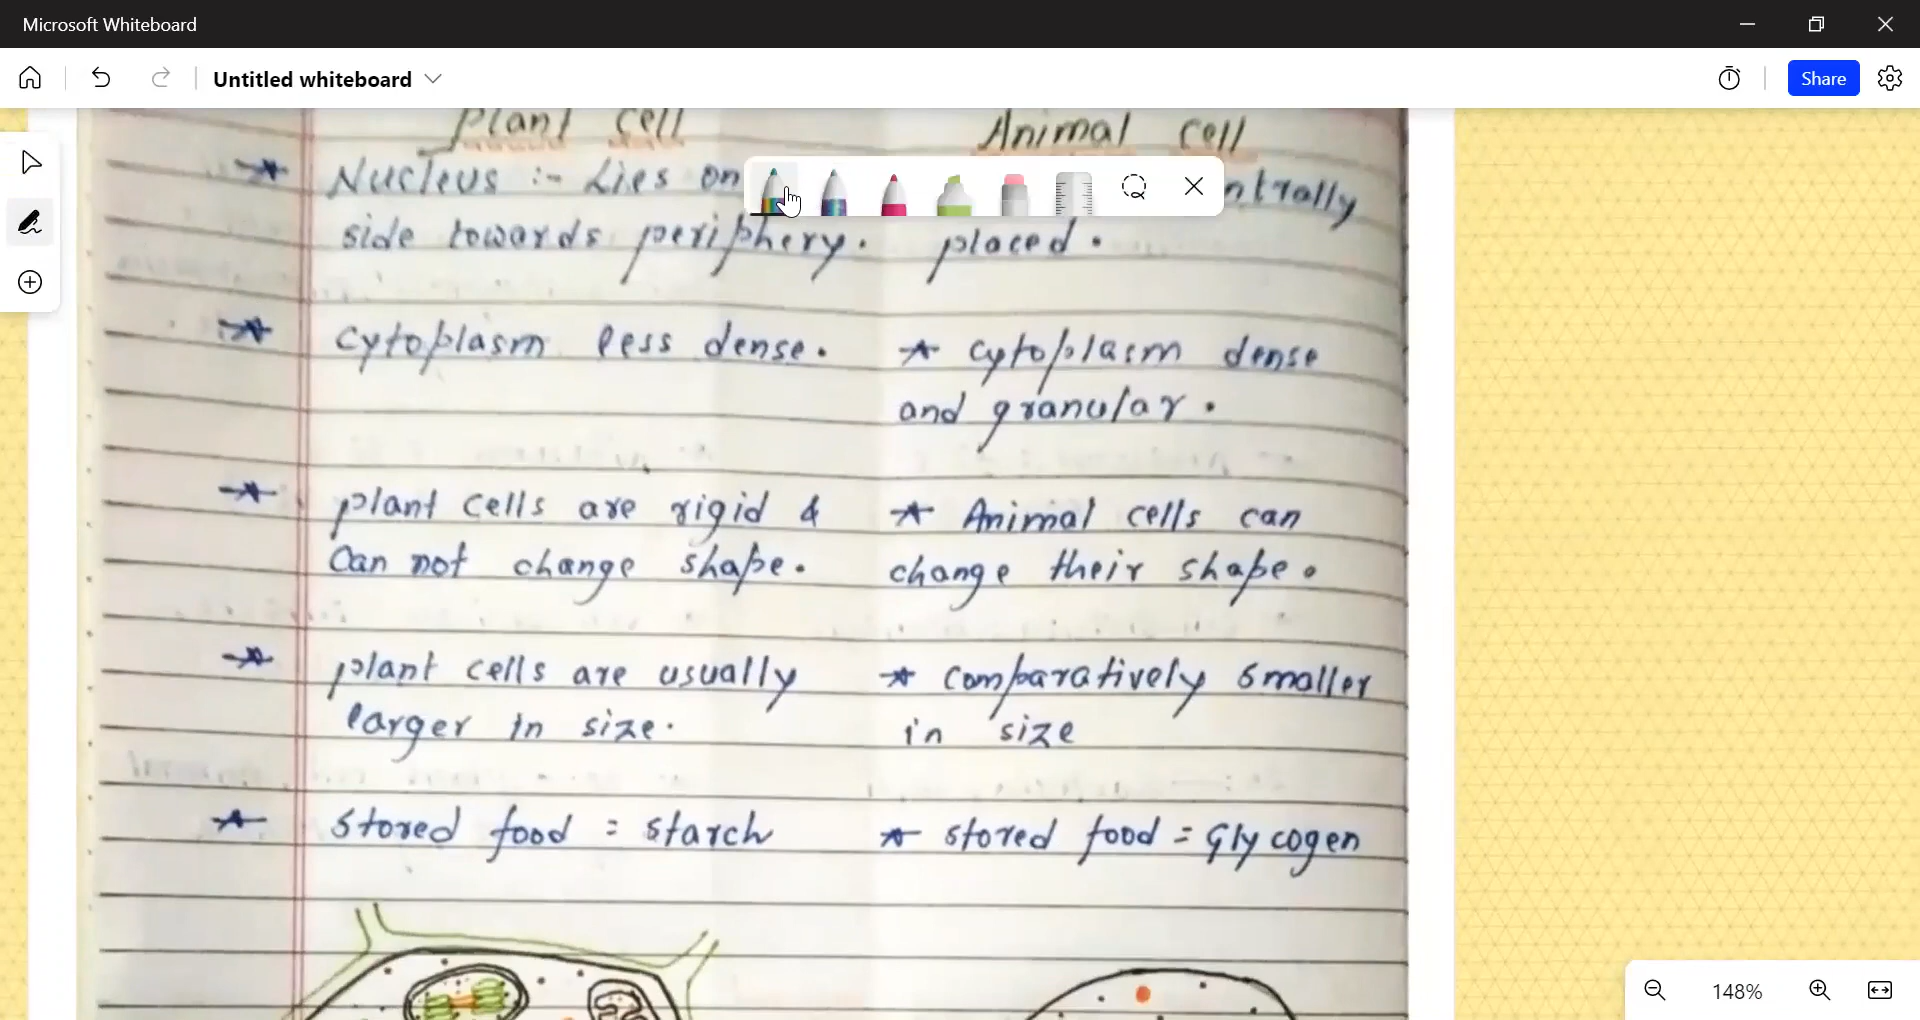 Microsoft Whiteboard
Untitled whiteboard
Share
Plant Cell Animal Cell
Nucleus :- Lies on ntrally
side towards periphery. placed.
Cytoplasm less dense. Cytoplasm dense
and granular.
plant cells are rigid & Animal cells can
Can not change shape. change their shape.
plant cells are usually Comparatively smaller
larger in size. in size
Stored food : starch stored food = Glycogen
148%